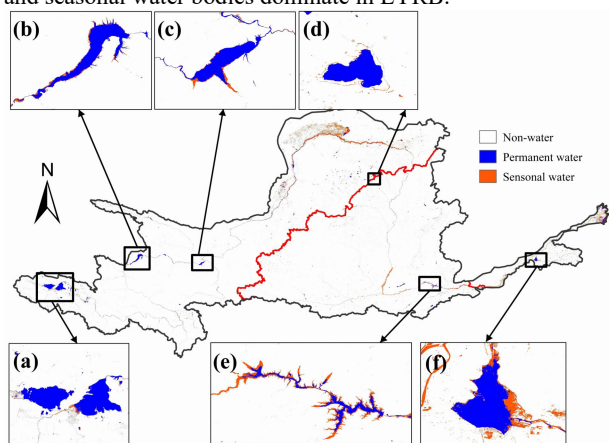 and seasonal water bodies dominate in LYRB.
(b)
(c)
(d)
Non-water
Permanent water
Sensonal water
N
(a)
(e)
(f)